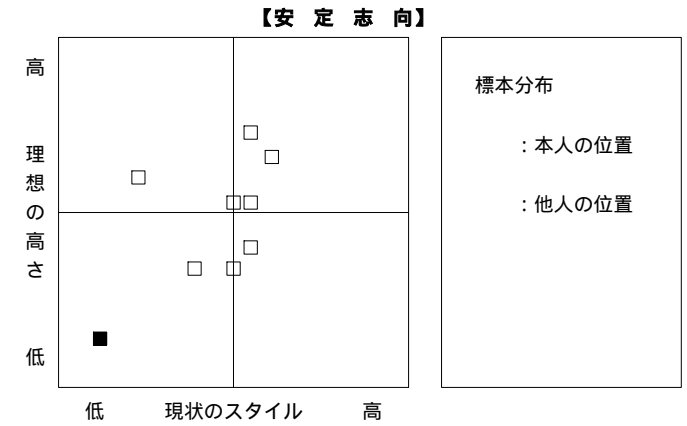 【安 定 志 向】
高
理想の高さ
低
低 現状のスタイル 高
標本分布
：本人の位置
：他人の位置